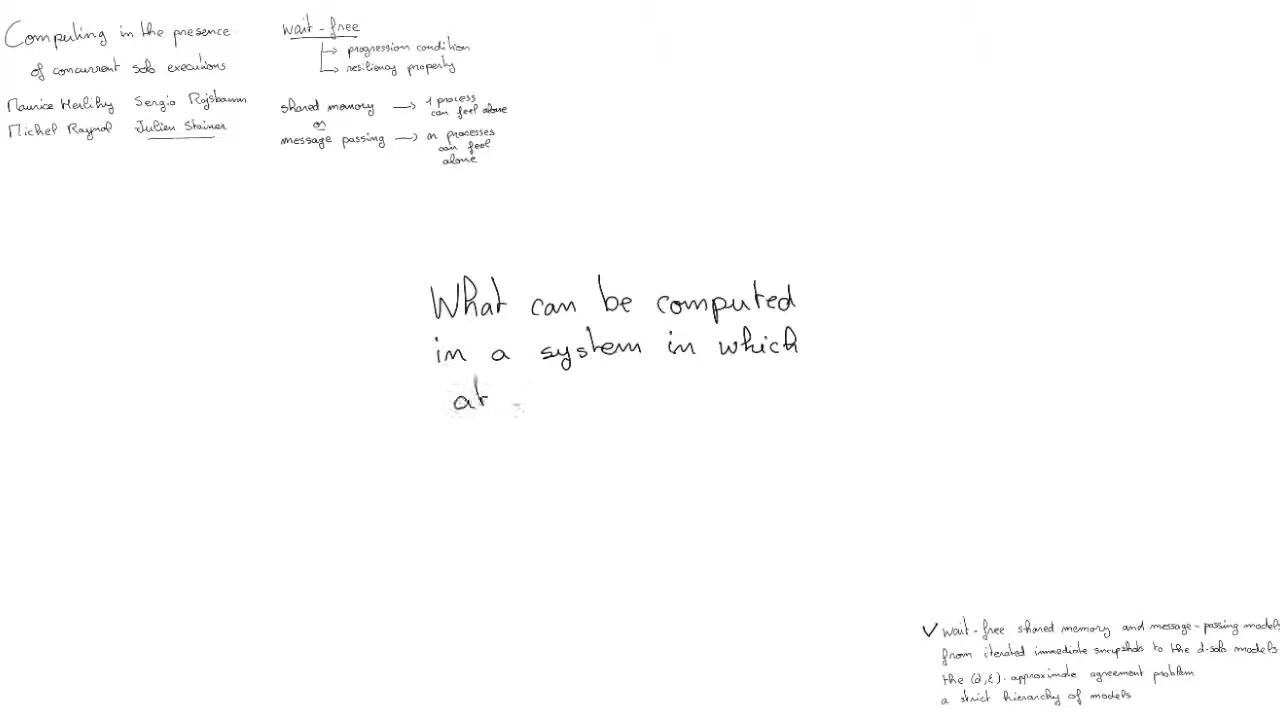 Computing in the presence
of concurrent solo executions
Maurice Herlihy Sergio Rajsbaum
Michel Raynal Julien Stainer
wait-free
progression condition
resiliency property
shared memory → 1 process can feel alone
or
message passing → n processes can feel alone
What can be computed
in a system in which
at
✓ wait-free shared memory and message-passing models
from iterated immediate snapshots to the d-solo models
the (d,ε)-approximate agreement problem
a strict hierarchy of models